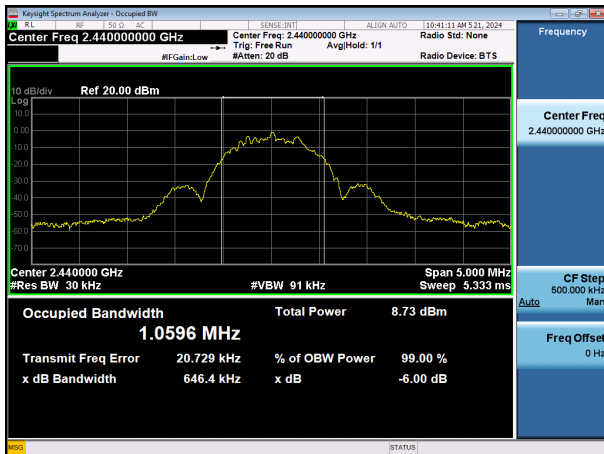 Keysight Spectrum Analyzer - Occupied BW
RL RF 50 Ω AC SENSE:INT ALIGN AUTO 10:41:11 AM 5 21, 2024
Center Freq 2.440000000 GHz
Center Freq: 2.440000000 GHz Radio Std: None
Trig: Free Run Avg|Hold: 1/1
#IFGain:Low #Atten: 20 dB Radio Device: BTS
Frequency
10 dB/div Ref 20.00 dBm
Log
10.0
0.00
-10.0
-20.0
-30.0
-40.0
-50.0
-60.0
-70.0
Center 2.440000 GHz Span 5.000 MHz
#Res BW 30 kHz #VBW 91 kHz Sweep 5.333 ms
Occupied Bandwidth Total Power 8.73 dBm
1.0596 MHz
Transmit Freq Error 20.729 kHz % of OBW Power 99.00 %
x dB Bandwidth 646.4 kHz x dB -6.00 dB
Center Freq
2.440000000 GHz
CF Step
500.000 kHz
Auto Man
Freq Offset
0 Hz
MSG STATUS